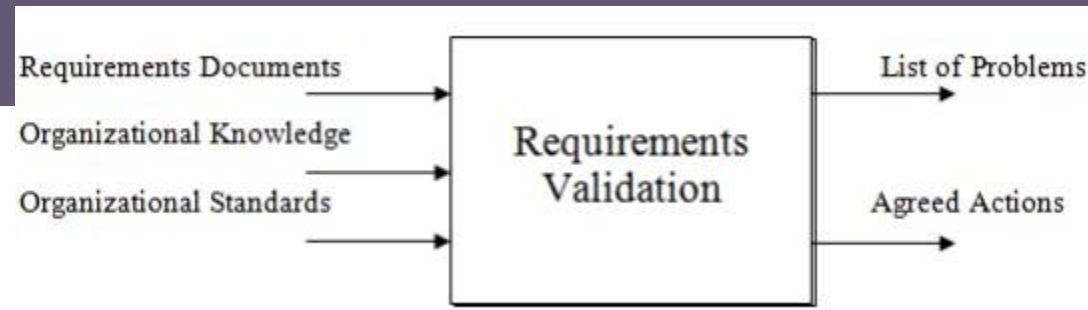 Requirements Documents
Organizational Knowledge
Organizational Standards
Requirements
Validation
List of Problems
Agreed Actions